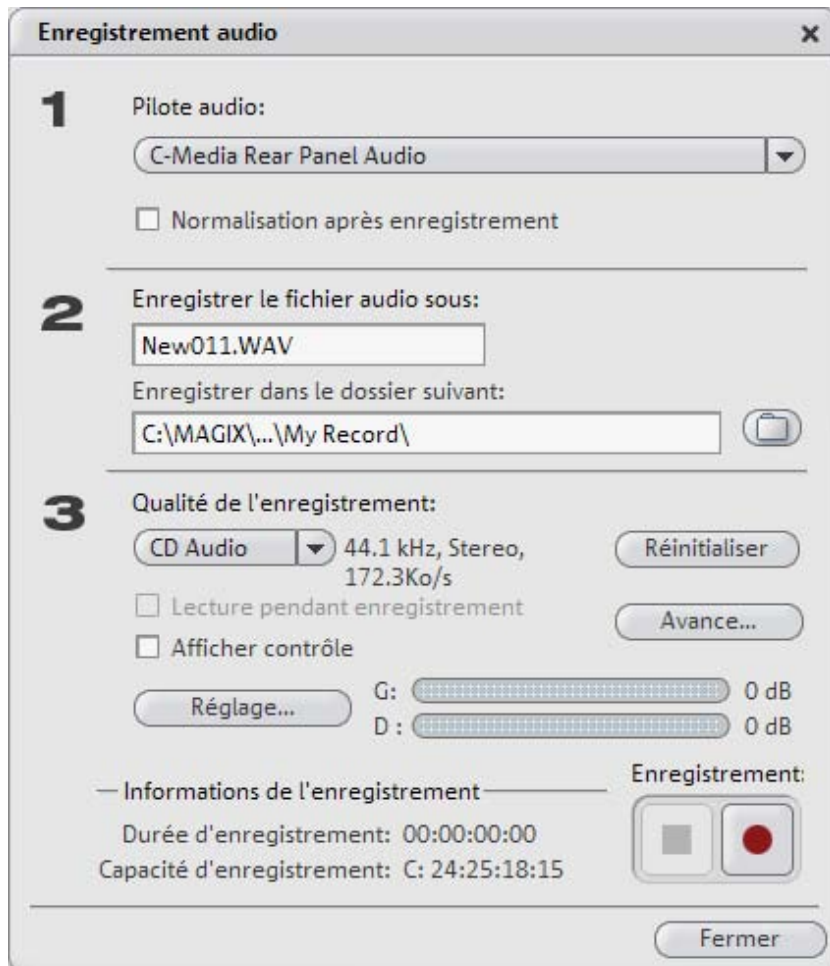 Enregistrement audio
1
Pilote audio:
C-Media Rear Panel Audio
Normalisation après enregistrement
2
Enregistrer le fichier audio sous:
New011.WAV
Enregistrer dans le dossier suivant:
C:\MAGIX\...\My Record\
3
Qualité de l'enregistrement:
CD Audio
44.1 kHz, Stereo,
172.3Ko/s
Réinitialiser
Lecture pendant enregistrement
Avance...
Afficher contrôle
Réglage...
G: 0 dB
D : 0 dB
Enregistrement:
Informations de l'enregistrement
Durée d'enregistrement: 00:00:00:00
Capacité d'enregistrement: C: 24:25:18:15
Fermer